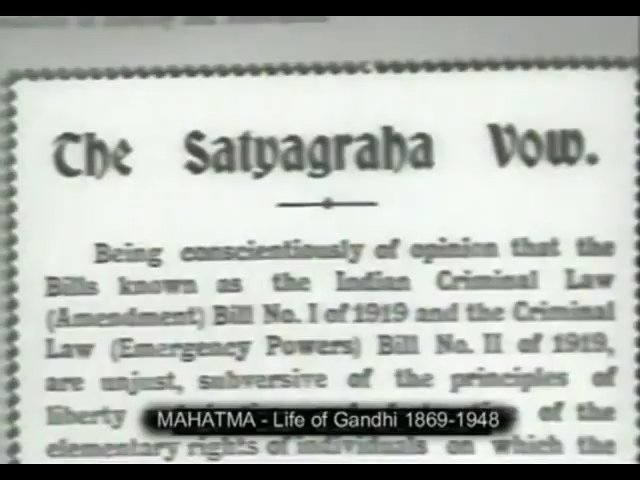 The Satyagraha Vow.
Being conscientiously of opinion that the
Bills known as the Indian Criminal Law
(Amendment) Bill No. I of 1919 and the Criminal
Law (Emergency Powers) Bill No. II of 1919,
are unjust, subversive of the principles of
liberty of the
MAHATMA - Life of Gandhi 1869-1948
elementary rights of individuals on which the